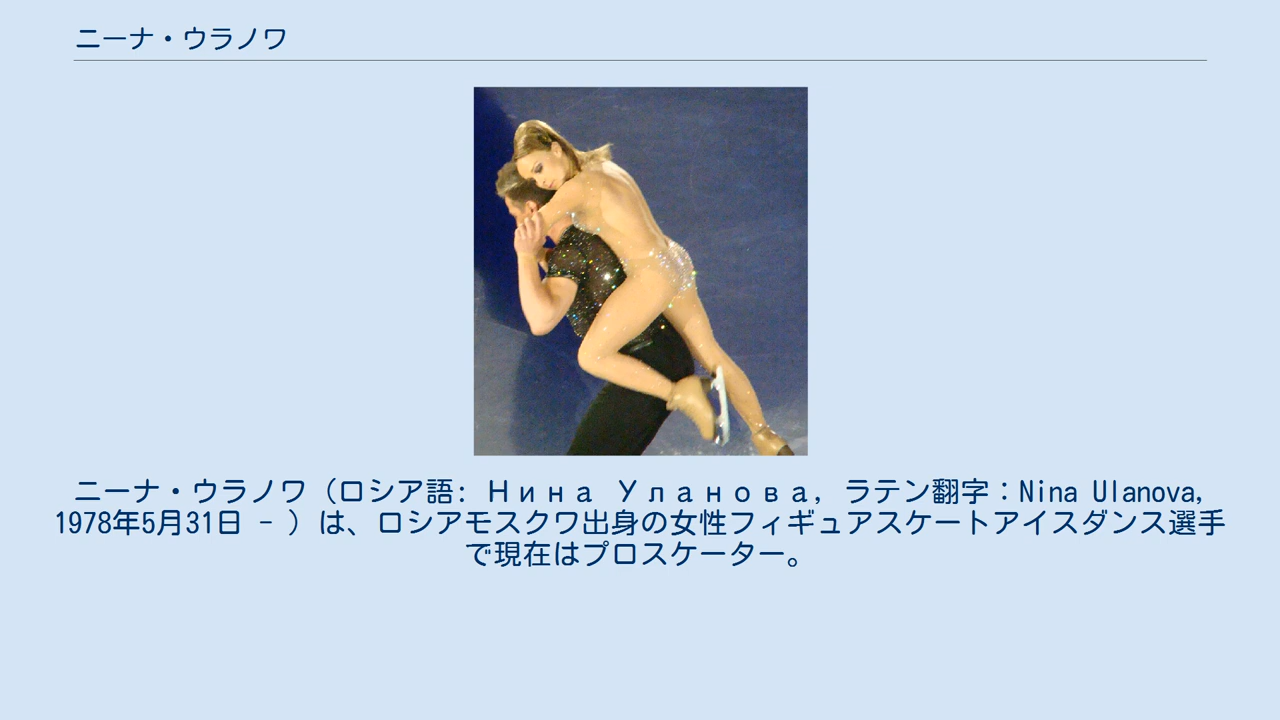 ニーナ・ウラノワ
ニーナ・ウラノワ（ロシア語: Нина Уланова, ラテン翻字：Nina Ulanova,
1978年5月31日 - ）は、ロシアモスクワ出身の女性フィギュアスケートアイスダンス選手
で現在はプロスケーター。